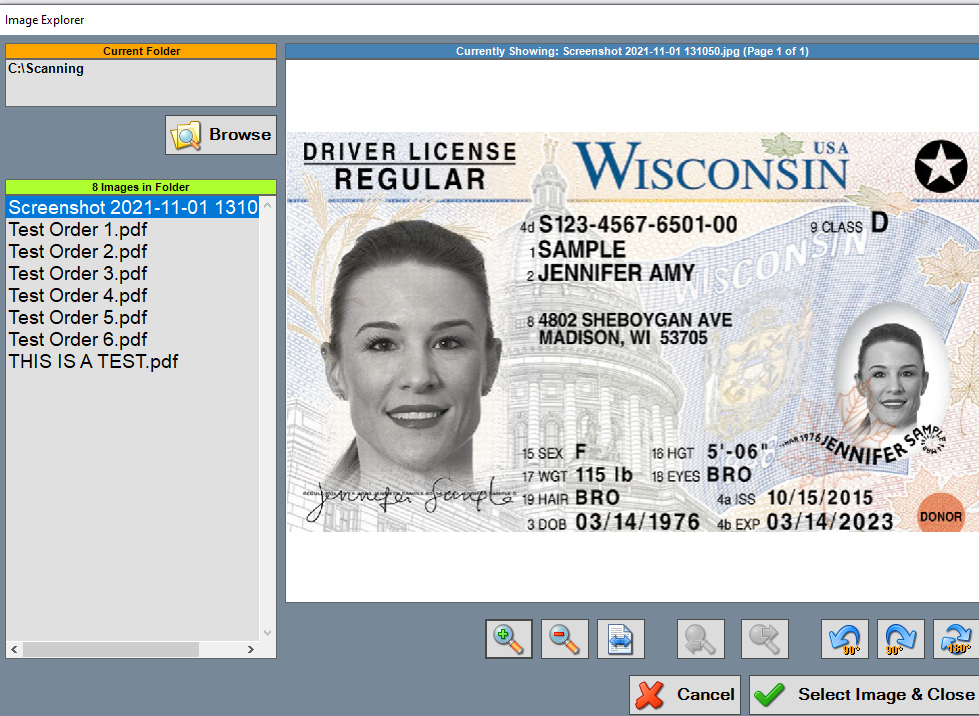 Image Explorer
Current Folder
C:\Scanning
Browse
8 Images in Folder
Screenshot 2021-11-01 1310
Test Order 1.pdf
Test Order 2.pdf
Test Order 3.pdf
Test Order 4.pdf
Test Order 5.pdf
Test Order 6.pdf
THIS IS A TEST.pdf
Currently Showing: Screenshot 2021-11-01 131050.jpg (Page 1 of 1)
DRIVER LICENSE
REGULAR
WISCONSIN
USA
4d S123-4567-6501-00
9 CLASS D
1 SAMPLE
2 JENNIFER AMY
WISCONSIN
8 4802 SHEBOYGAN AVE
MADISON, WI 53705
15 SEX F 16 HGT 5'-06"
17 WGT 115 lb 18 EYES BRO
19 HAIR BRO 4a ISS 10/15/2015
3 DOB 03/14/1976 4b EXP 03/14/2023
MAR 1976 JENNIFER SAMPL
Jennifer Sample
DONOR
90° 90° 180°
Cancel
Select Image & Close